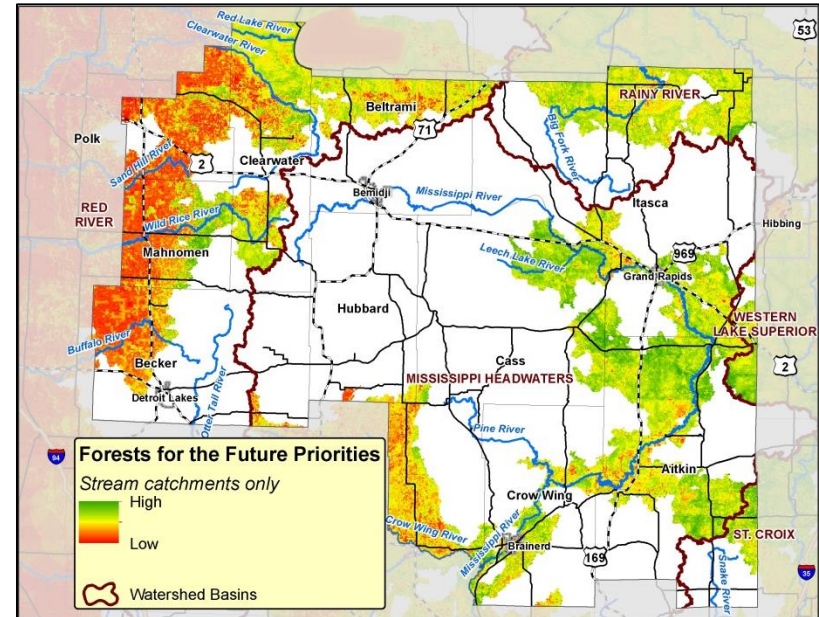 Red Lake River
Clearwater River
53
Beltrami
RAINY RIVER
71
Polk
2
Clearwater
Big Fork River
Sand Hill River
Bemidji
Mississippi River
Itasca
RED
RIVER
Wild Rice River
Hibbing
Mahnomen
Leech Lake River
969
Grand Rapids
Hubbard
WESTERN
LAKE SUPERIOR
Buffalo River
Becker
Cass
2
Detroit Lakes
MISSISSIPPI HEADWATERS
Otter Tail River
Pine River
94
Forests for the Future Priorities
Stream catchments only
High
Low
Watershed Basins
Aitkin
Crow Wing
Crow Wing River
Mississippi River
Brainerd
169
ST. CROIX
Snake River
35